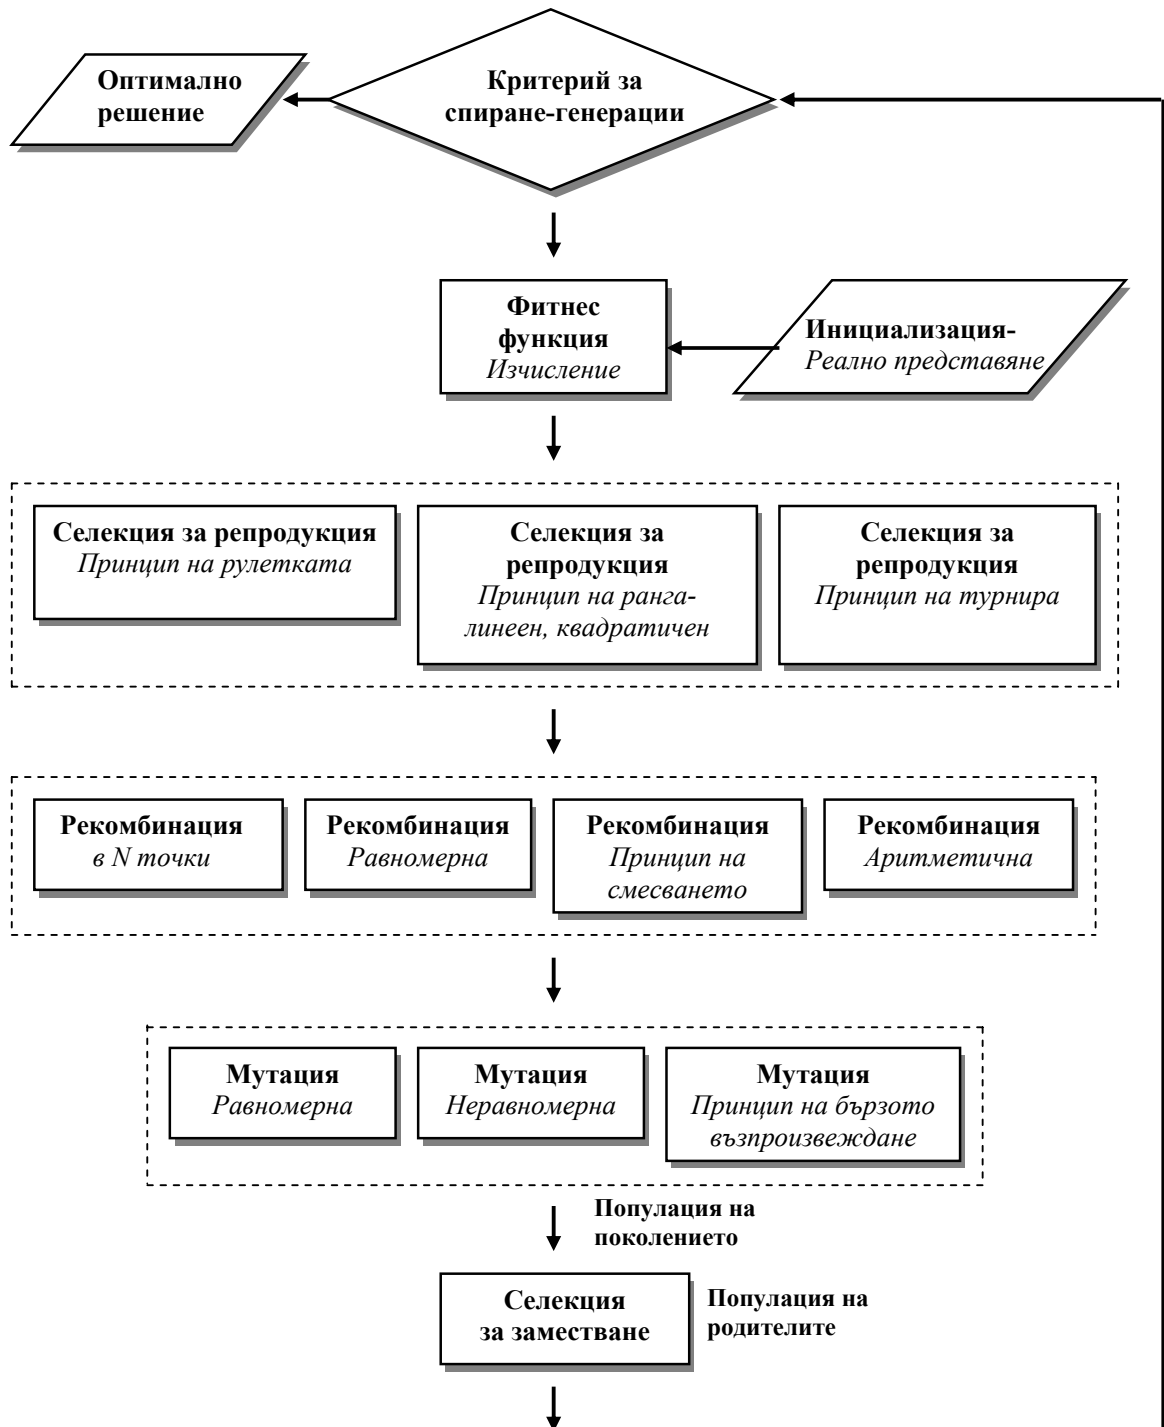 Оптимално
решение
Критерий за
спиране-генерации
Фитнес
функция
Изчисление
Инициализация-
Реално представяне
Селекция за репродукция
Принцип на рулетката
Селекция за
репродукция
Принцип на ранга-
линеен, квадратичен
Селекция за
репродукция
Принцип на турнира
Рекомбинация
в N точки
Рекомбинация
Равномерна
Рекомбинация
Принцип на
смесването
Рекомбинация
Аритметична
Мутация
Равномерна
Мутация
Неравномерна
Мутация
Принцип на бързото
възпроизвеждане
Популация на
поколението
Селекция
за заместване
Популация на
родителите